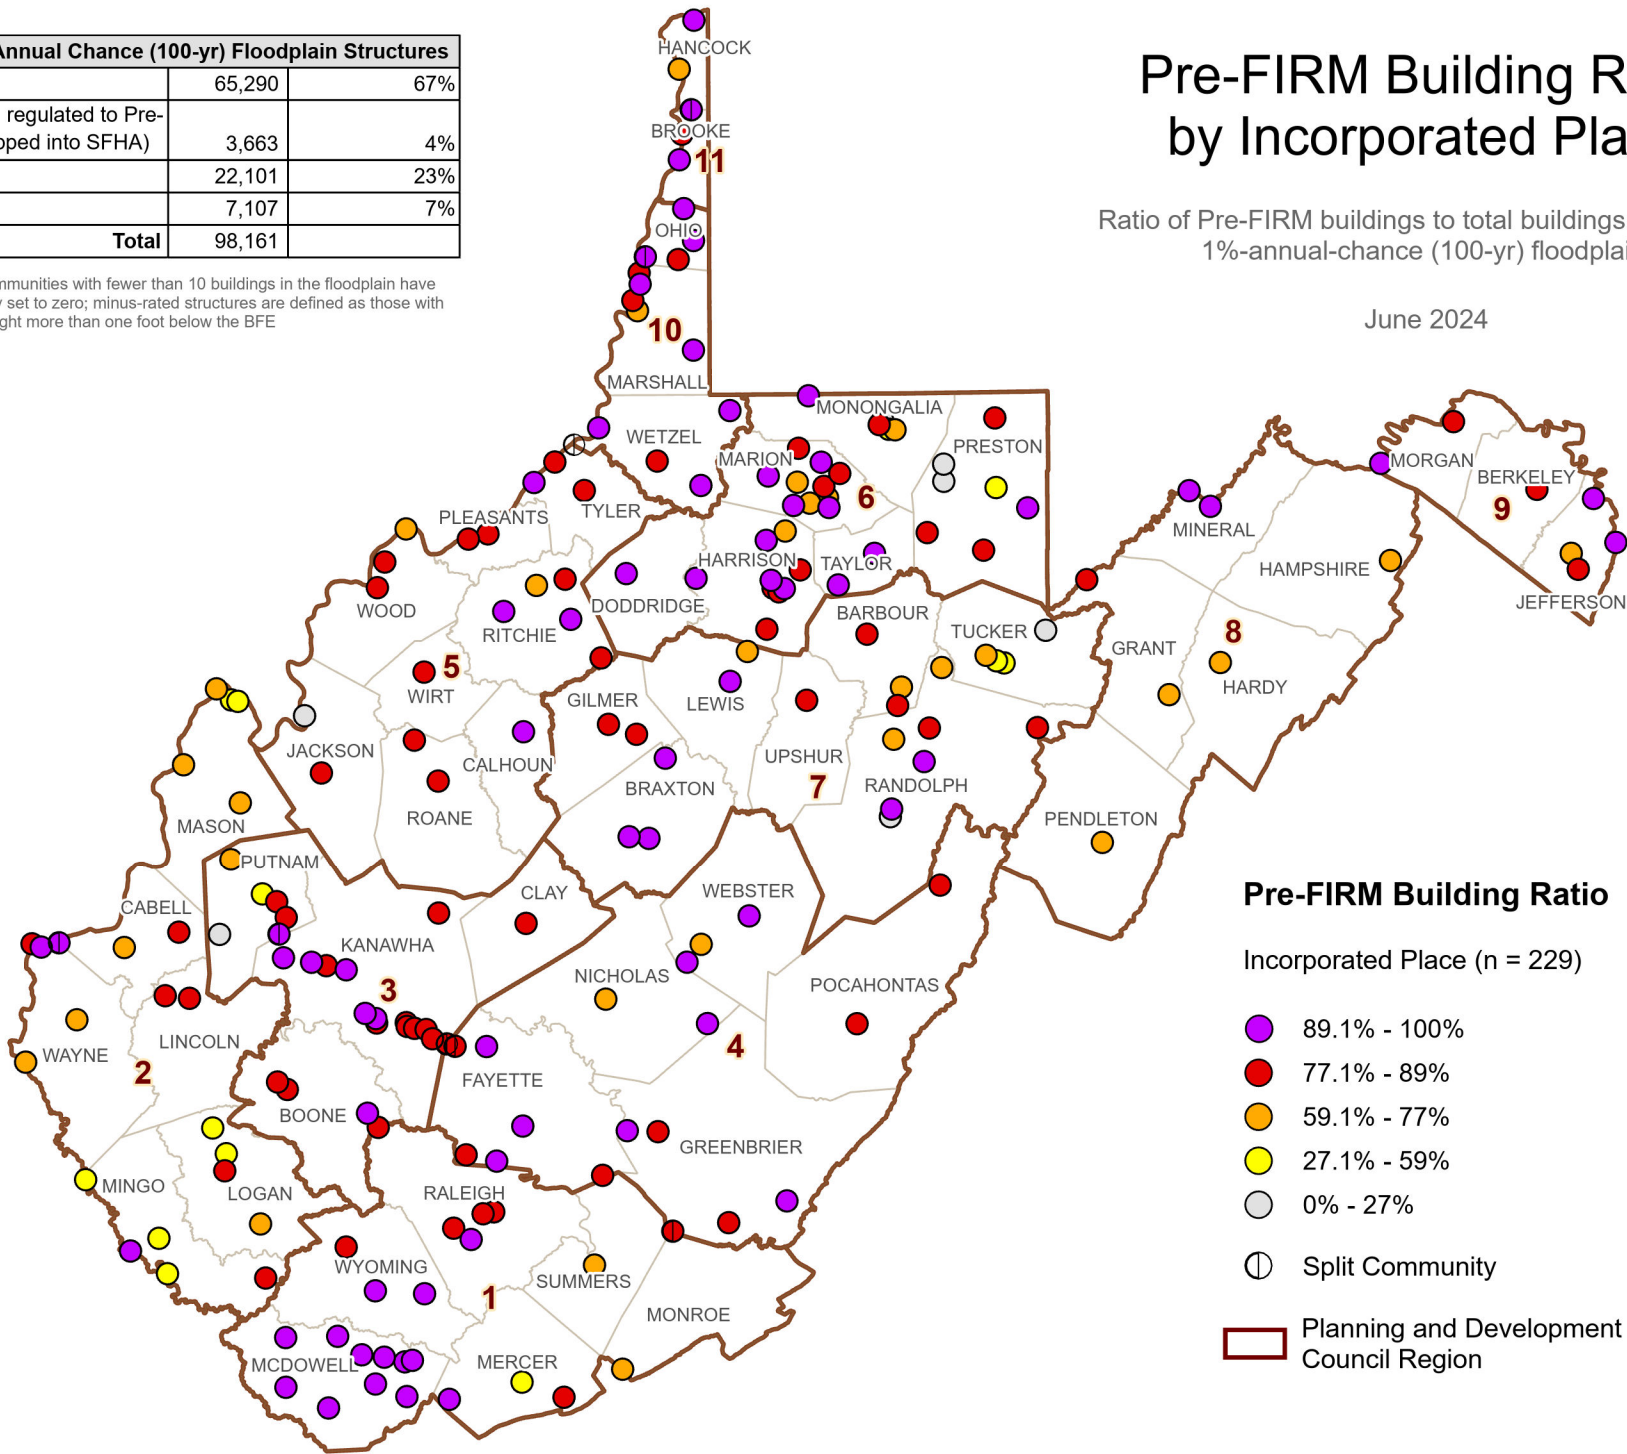 Annual Chance (100-yr) Floodplain Structures
65,290 67%
regulated to Pre-
pped into SFHA) 3,663 4%
22,101 23%
7,107 7%
Total 98,161
mmunities with fewer than 10 buildings in the floodplain have
y set to zero; minus-rated structures are defined as those with
ght more than one foot below the BFE
Pre-FIRM Building R
by Incorporated Pla
Ratio of Pre-FIRM buildings to total buildings
1%-annual-chance (100-yr) floodplai
June 2024
HANCOCK
BROOKE
11
OHIO
10
MARSHALL
MONONGALIA
WETZEL
PRESTON
MARION
MORGAN
BERKELEY
6
9
TYLER
PLEASANTS
MINERAL
HARRISON
TAYLOR
HAMPSHIRE
WOOD
DODDRIDGE
BARBOUR
JEFFERSON
RITCHIE
TUCKER
8
GRANT
5
WIRT
GILMER
LEWIS
HARDY
JACKSON
CALHOUN
UPSHUR
BRAXTON
7
RANDOLPH
ROANE
MASON
PENDLETON
PUTNAM
CLAY
WEBSTER
CABELL
KANAWHA
NICHOLAS
POCAHONTAS
3
LINCOLN
WAYNE
2
4
FAYETTE
BOONE
GREENBRIER
MINGO
LOGAN
RALEIGH
WYOMING
SUMMERS
1
MONROE
MCDOWELL
MERCER
Pre-FIRM Building Ratio
Incorporated Place (n = 229)
89.1% - 100%
77.1% - 89%
59.1% - 77%
27.1% - 59%
0% - 27%
Split Community
Planning and Development
Council Region